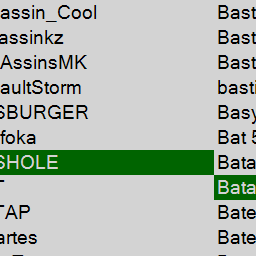 assin_Cool
assinkz
AssinsMK
aultStorm
SBURGER
foka
SHOLE
TAP
artes
Bast
Bast
Bast
basti
Basy
Bat 5
Bata
Bata
Bate
Bate